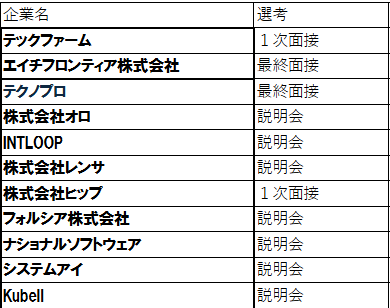 企業名 選考
テックファーム １次面接
エイチフロンティア株式会社 最終面接
テクノプロ 最終面接
株式会社オロ 説明会
INTLOOP 説明会
株式会社レンサ 説明会
株式会社ヒップ １次面接
フォルシア株式会社 説明会
ナショナルソフトウェア 説明会
システムアイ 説明会
Kubell 説明会